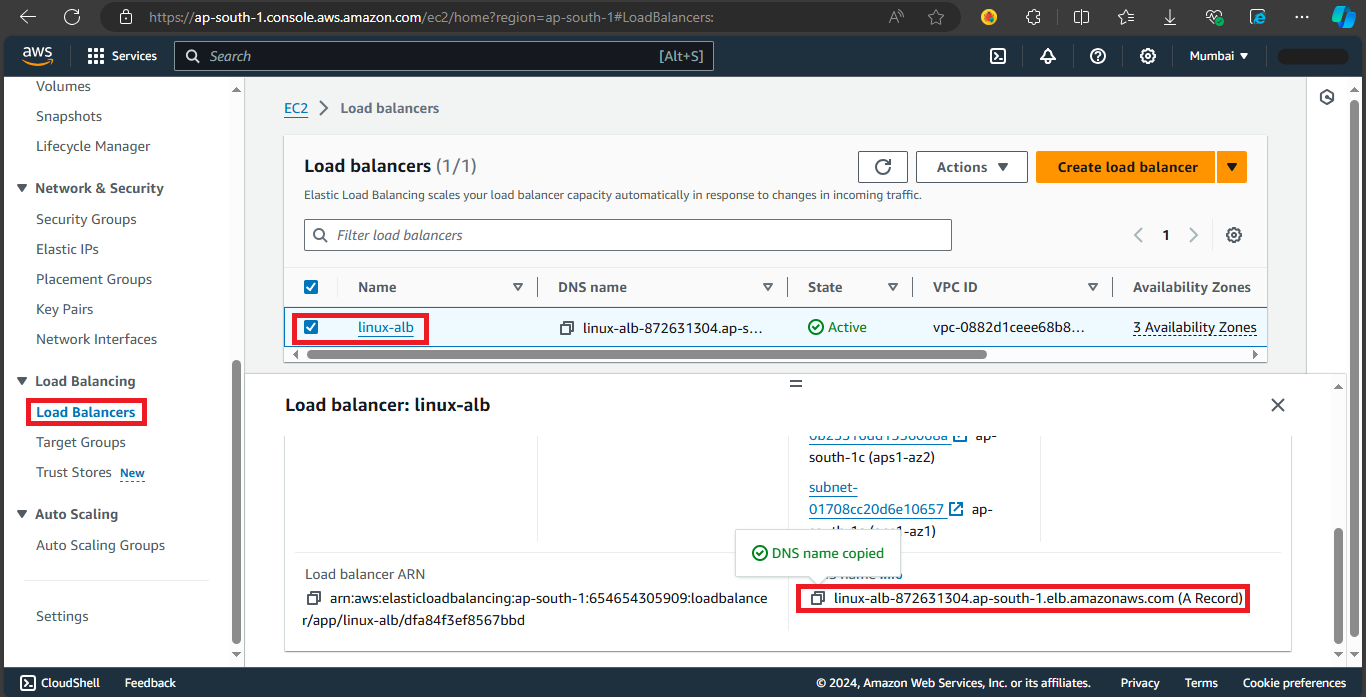 https://ap-south-1.console.aws.amazon.com/ec2/home?region=ap-south-1#LoadBalancers:
aws
Services
Search
[Alt+S]
Mumbai
Volumes
Snapshots
Lifecycle Manager
Network & Security
Security Groups
Elastic IPs
Placement Groups
Key Pairs
Network Interfaces
Load Balancing
Load Balancers
Target Groups
Trust Stores New
Auto Scaling
Auto Scaling Groups
Settings
EC2 > Load balancers
Load balancers (1/1)
Actions
Create load balancer
Elastic Load Balancing scales your load balancer capacity automatically in response to changes in incoming traffic.
Filter load balancers
1
Name DNS name State VPC ID Availability Zones
linux-alb linux-alb-872631304.ap-s... Active vpc-0882d1ceee68b8... 3 Availability Zones
Load balancer: linux-alb
ap-
south-1c (aps1-az2)
subnet-
01708cc20d6e10657 ap-
DNS name copied
Load balancer ARN
arn:aws:elasticloadbalancing:ap-south-1:654654305909:loadbalance
r/app/linux-alb/dfa84f3ef8567bbd
linux-alb-872631304.ap-south-1.elb.amazonaws.com (A Record)
CloudShell Feedback
© 2024, Amazon Web Services, Inc. or its affiliates. Privacy Terms Cookie preferences